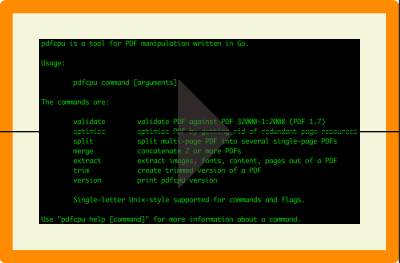 pdfcpu is a tool for PDF manipulation written in Go.
Usage:
pdfcpu command [arguments]
The commands are:
validate validate PDF against PDF 32000-1:2008 (PDF 1.7)
optimize optimize PDF by getting rid of redundant page resources
split split multi-page PDF into several single-page PDFs
merge concatenate 2 or more PDFs
extract extract images, fonts, content, pages out of a PDF
trim create trimmed version of a PDF
version print pdfcpu version
Single-letter Unix-style supported for commands and flags.
Use "pdfcpu help [command]" for more information about a command.